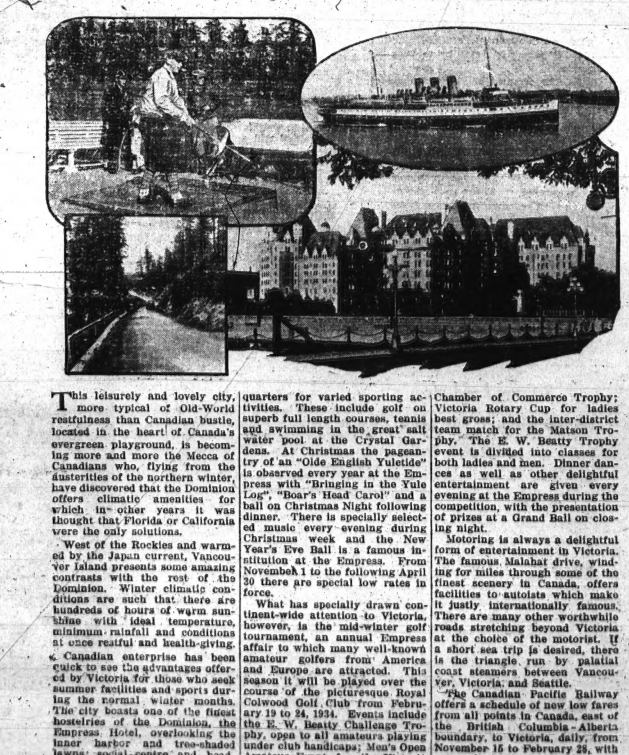 This leisurely and lovely city,
more typical of Old-World
restfulness than Canadian bustle,
located in the heart of Canada's
evergreen playground, is becom-
ing more and more the Mecca of
Canadians who, flying from the
austerities of the northern winter,
have discovered that the Dominion
offers climatic amenities for
which in other years it was
thought that Florida or California
were the only solutions.
West of the Rockies and warm-
ed by the Japan current, Vancou-
ver Island presents some amazing
contrasts with the rest of the
Dominion. Winter climatic con-
ditions are such that there are
hundreds of hours of warm sun-
shine with ideal temperature,
minimum rainfall and conditions
at once restful and health-giving.
Canadian enterprise has been
quick to see the advantages offer-
ed by Victoria for those who seek
summer facilities and sports dur-
ing the normal winter months.
The city boasts one of the finest
hostelries of the Dominion, the
Empress Hotel, overlooking the
inner harbor and tree-shaded
lawns; social center and head-
quarters for varied sporting ac-
tivities. These include golf on
superb full length courses, tennis
and swimming in the great salt
water pool at the Crystal Gar-
dens. At Christmas the pagean-
try of an "Olde English Yuletide"
is observed every year at the Em-
press with "Bringing in the Yule
Log", "Boar's Head Carol" and a
ball on Christmas Night following
dinner. There is specially select-
ed music every evening during
Christmas week and the New
Year's Eve Ball is a famous in-
stitution at the Empress. From
November 1 to the following April
30 there are special low rates in
force.
What has specially drawn con-
tinent-wide attention to Victoria,
however, is the mid-winter golf
tournament, an annual Empress
affair to which many well-known
amateur golfers from America
and Europe are attracted. This
season it will be played over the
course of the picturesque Royal
Colwood Golf Club from Febru-
ary 19 to 24, 1934. Events include
the E. W. Beatty Challenge Tro-
phy, open to all amateurs playing
under club handicaps; Men's Open
Chamber of Commerce Trophy;
Victoria Rotary Cup for ladies
best gross; and the inter-district
team match for the Matson Tro-
phy. The E. W. Beatty Trophy
event is divided into classes for
both ladies and men. Dinner dan-
ces as well as other delightful
entertainment are given every
evening at the Empress during the
competition, with the presentation
of prizes at a Grand Ball on clos-
ing night.
Motoring is always a delightful
form of entertainment in Victoria.
The famous Malahat drive, wind-
ing for miles through some of the
finest scenery in Canada, offers
facilities to autoists which make
it justly internationally famous.
There are many other worthwhile
roads stretching beyond Victoria
at the choice of the motorist. If
a short sea trip is desired, there
is the triangle run by palatial
coast steamers between Vancou-
ver, Victoria, and Seattle.
The Canadian Pacific Railway
offers a schedule of new low fares
from all points in Canada, east of
the British Columbia-Alberta
boundary, to Victoria, daily, from
November 15 to February 28, with